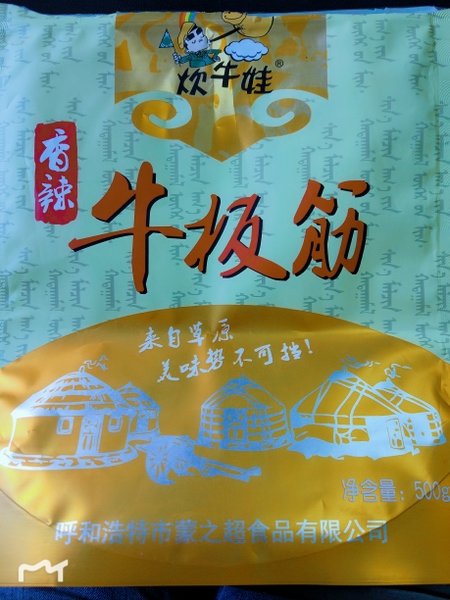 炊牛娃®
香辣
牛板筋
来自草原
美味势不可挡!
净含量: 500g
呼和浩特市蒙之超食品有限公司